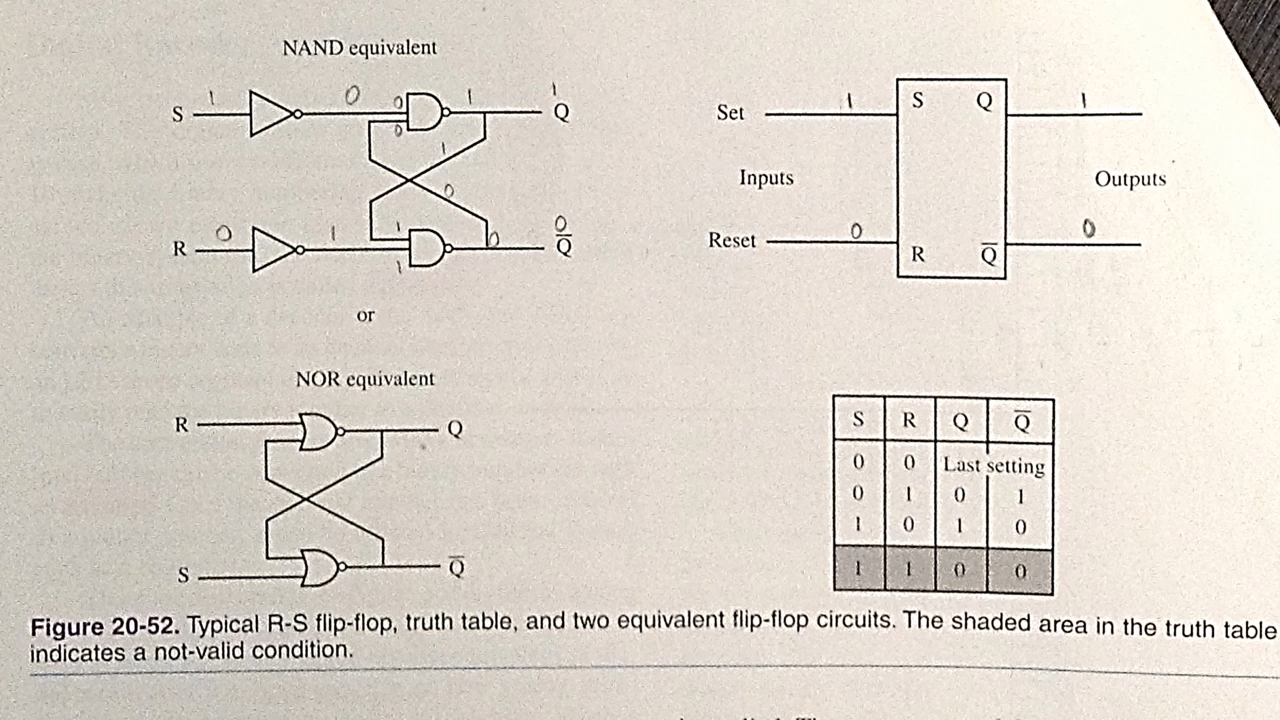 NAND equivalent
S 1 0 0 1 1 Q
0
1
0
R 0 1 1 0 0 Q̅
1
or
NOR equivalent
R Q
S Q̅
Set 1 S Q 1
Inputs Outputs
Reset 0 R Q̅ 0
S R Q Q̅
0 0 Last setting
0 1 0 1
1 0 1 0
1 1 0 0
Figure 20-52. Typical R-S flip-flop, truth table, and two equivalent flip-flop circuits. The shaded area in the truth table
indicates a not-valid condition.